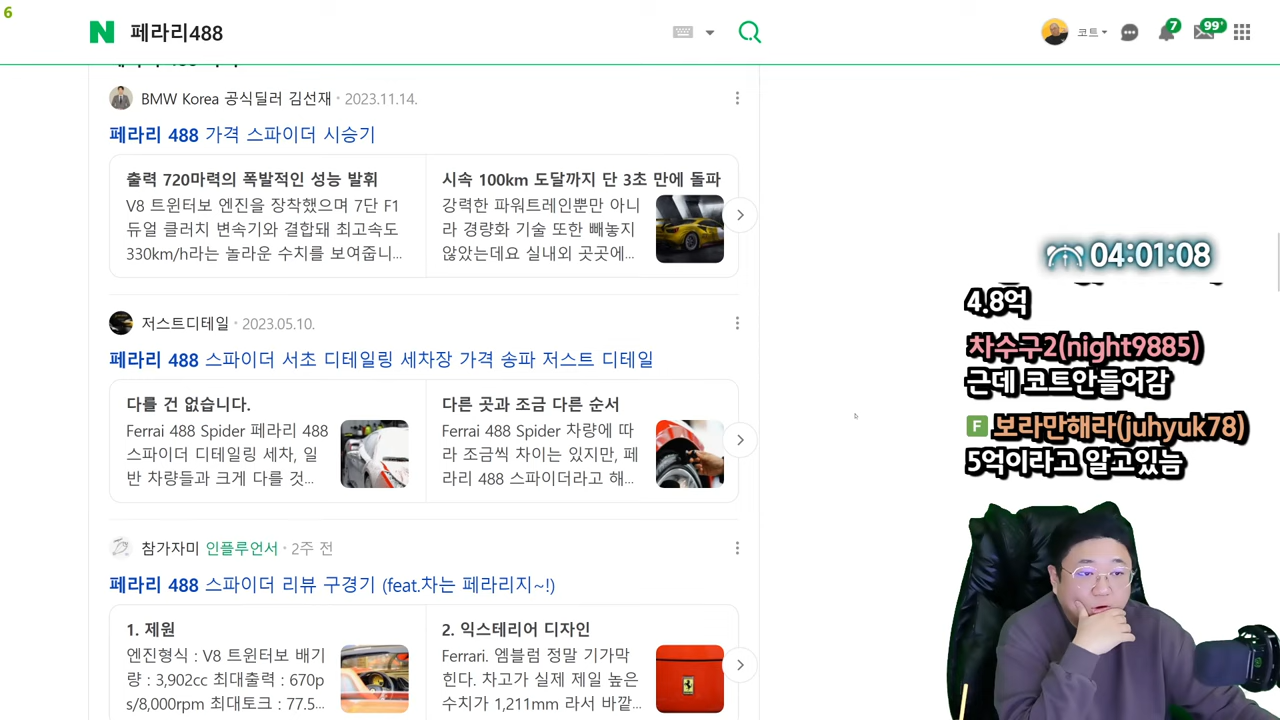 6
N 페라리488
코트
7
99+
BMW Korea 공식딜러 김선재 · 2023.11.14.
페라리 488 가격 스파이더 시승기
출력 720마력의 폭발적인 성능 발휘
V8 트윈터보 엔진을 장착했으며 7단 F1
듀얼 클러치 변속기와 결합돼 최고속도
330km/h라는 놀라운 수치를 보여줍니...
시속 100km 도달까지 단 3초 만에 돌파
강력한 파워트레인뿐만 아니
라 경량화 기술 또한 빼놓지
않았는데요 실내외 곳곳에...
저스트디테일 · 2023.05.10.
페라리 488 스파이더 서초 디테일링 세차장 가격 송파 저스트 디테일
다를 건 없습니다.
Ferrai 488 Spider 페라리 488
스파이더 디테일링 세차, 일
반 차량들과 크게 다를 것...
다른 곳과 조금 다른 순서
Ferrai 488 Spider 차량에 따
라 조금씩 차이는 있지만, 페
라리 488 스파이더라고 해...
참가자미 인플루언서 · 2주 전
페라리 488 스파이더 리뷰 구경기 (feat.차는 페라리지~!)
1. 제원
엔진형식 : V8 트윈터보 배기
량 : 3,902cc 최대출력 : 670p
s/8,000rpm 최대토크 : 77.5...
2. 익스테리어 디자인
Ferrari. 엠블럼 정말 기가막
힌다. 차고가 실제 제일 높은
수치가 1,211mm 라서 바깥...
04:01:08
4.8억
차수구2(night9885)
근데 코트안들어감
F 보라만해라(juhyuk78)
5억이라고 알고있늠